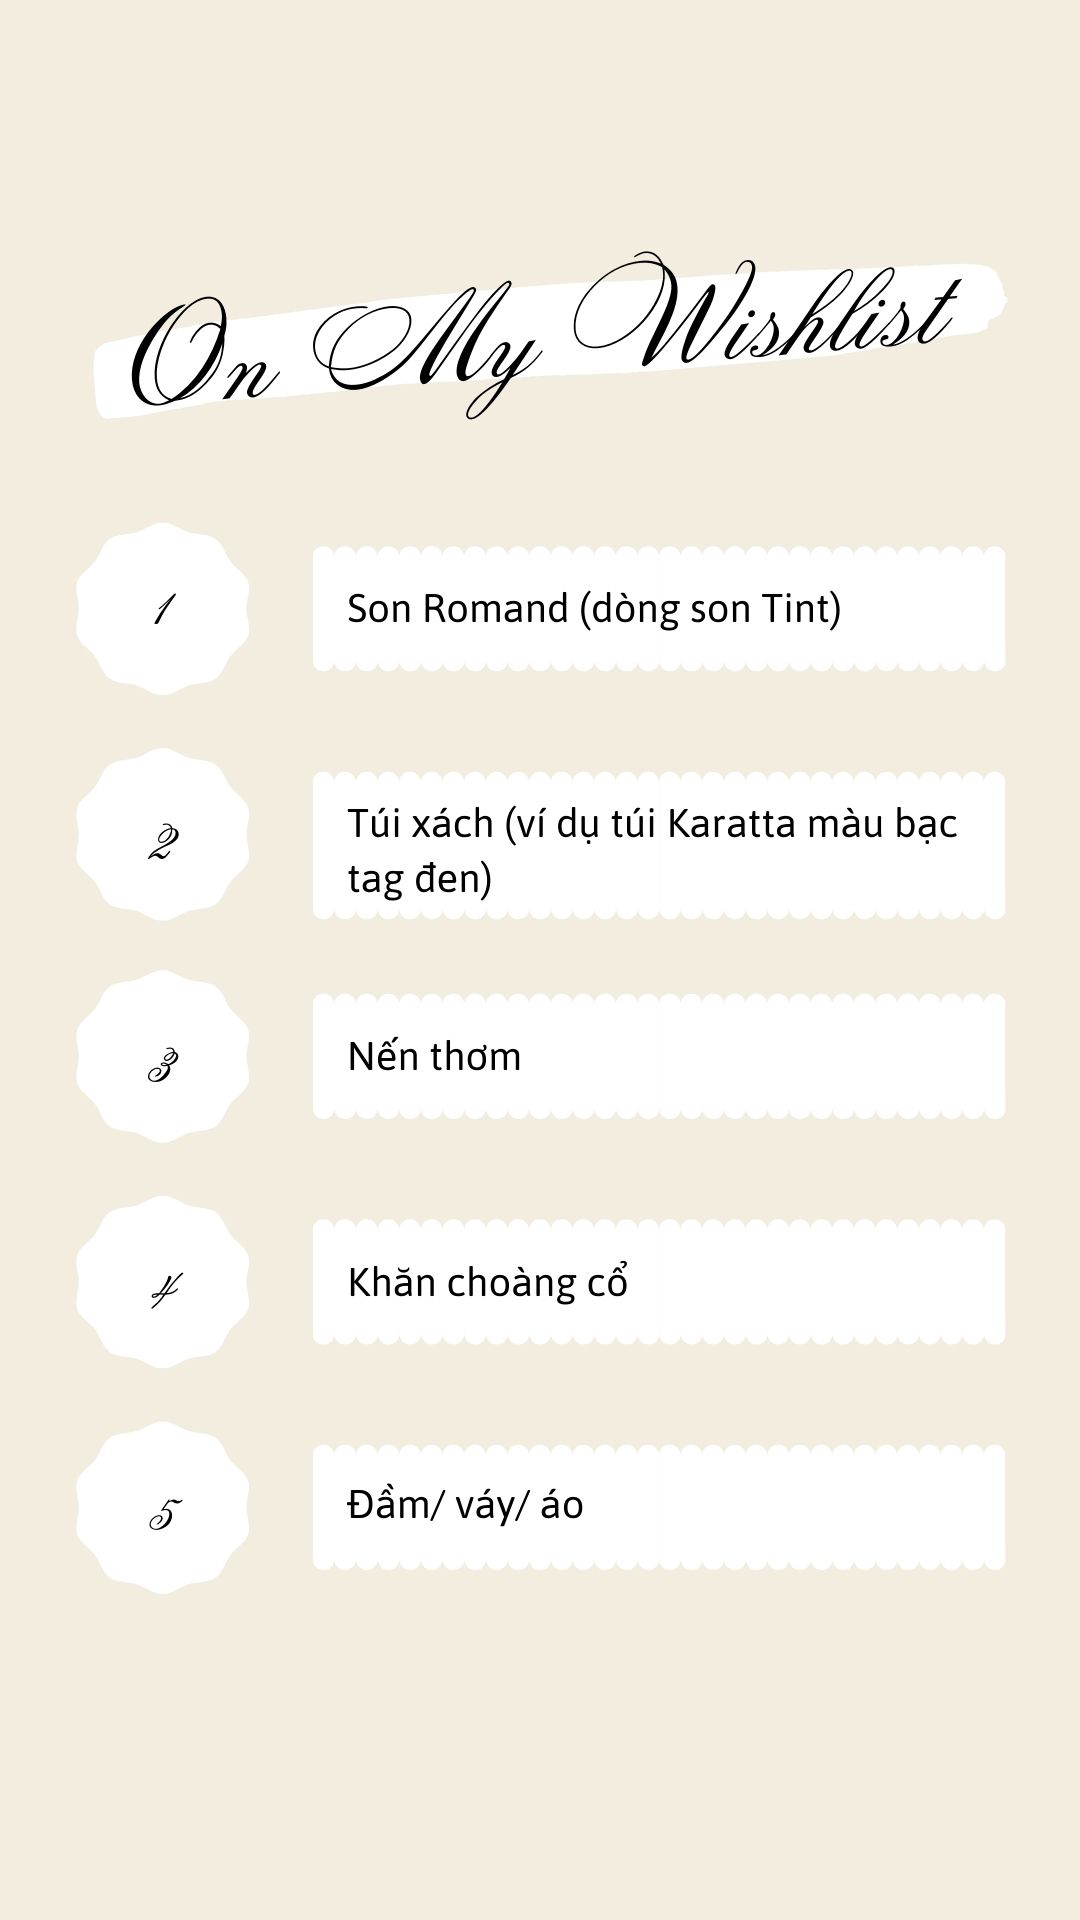 On My Wishlist
1
Son Romand (dòng son Tint)
2
Túi xách (ví dụ túi Karatta màu bạc
tag đen)
3
Nến thơm
4
Khăn choàng cổ
5
Đầm/ váy/ áo